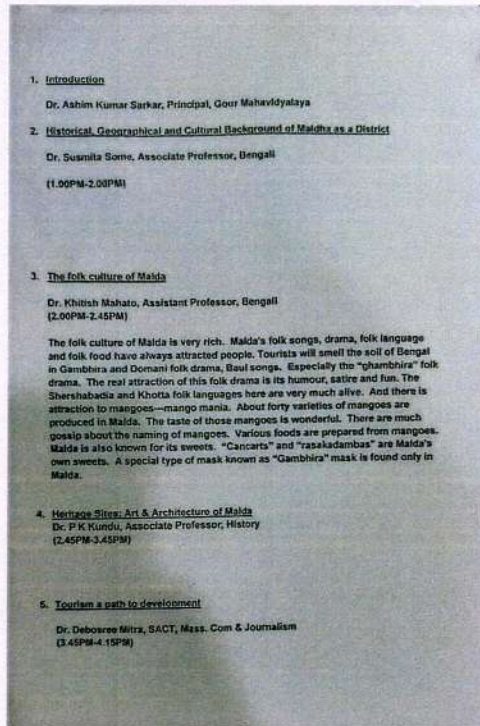 1. Introduction
Dr. Ashim Kumar Sarkar, Principal, Gour Mahavidyalaya
2. Historical, Geographical and Cultural Background of Maldha as a District
Dr. Susmita Some, Associate Professor, Bengali
(1.00PM-2.00PM)
3. The folk culture of Malda
Dr. Khitish Mahato, Assistant Professor, Bengali
(2.00PM-2.45PM)
The folk culture of Malda is very rich. Malda's folk songs, drama, folk language
and folk food have always attracted people. Tourists will smell the soil of Bengal
in Gambhira and Domani folk drama, Baul songs. Especially the "ghambhira" folk
drama. The real attraction of this folk drama is its humour, satire and fun. The
Shershabadia and Khotta folk languages here are very much alive. And there is
attraction to mangoes—mango mania. About forty varieties of mangoes are
produced in Malda. The taste of those mangoes is wonderful. There are much
gossip about the naming of mangoes. Various foods are prepared from mangoes.
Malda is also known for its sweets. "Cancarts" and "rasakadambas" are Malda's
own sweets. A special type of mask known as "Gambhira" mask is found only in
Malda.
4. Heritage Sites: Art & Architecture of Malda
Dr. P K Kundu, Associate Professor, History
(2.45PM-3.45PM)
5. Tourism a path to development
Dr. Debosree Mitra, SACT, Mass. Com & Journalism
(3.45PM-4.15PM)